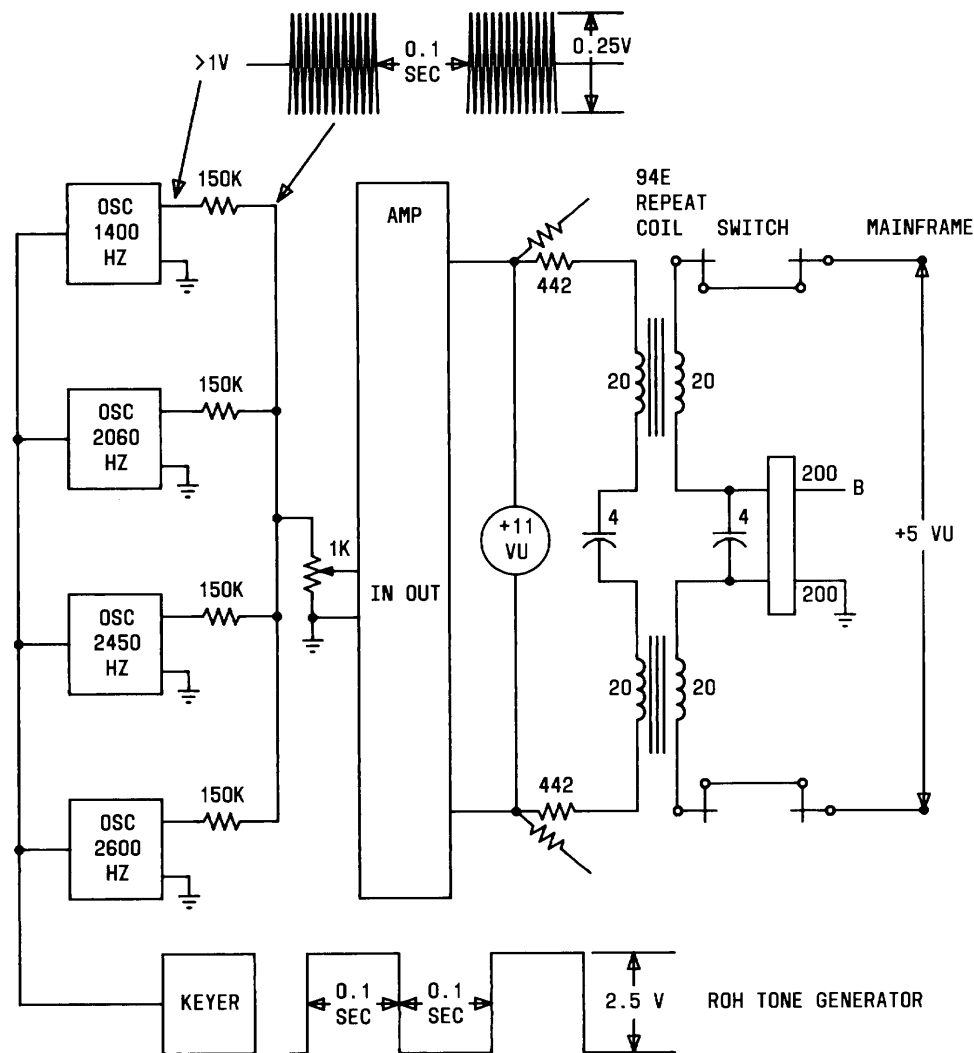 >1V
0.1
SEC
0.25V
150K
OSC
1400
HZ
AMP
94E
REPEAT
COIL
SWITCH
MAINFRAME
442
20
20
150K
OSC
2060
HZ
200
B
4
4
+11
VU
+5 VU
1K
IN OUT
200
150K
OSC
2450
HZ
20
20
442
150K
OSC
2600
HZ
KEYER
0.1
SEC
0.1
SEC
2.5 V
ROH TONE GENERATOR